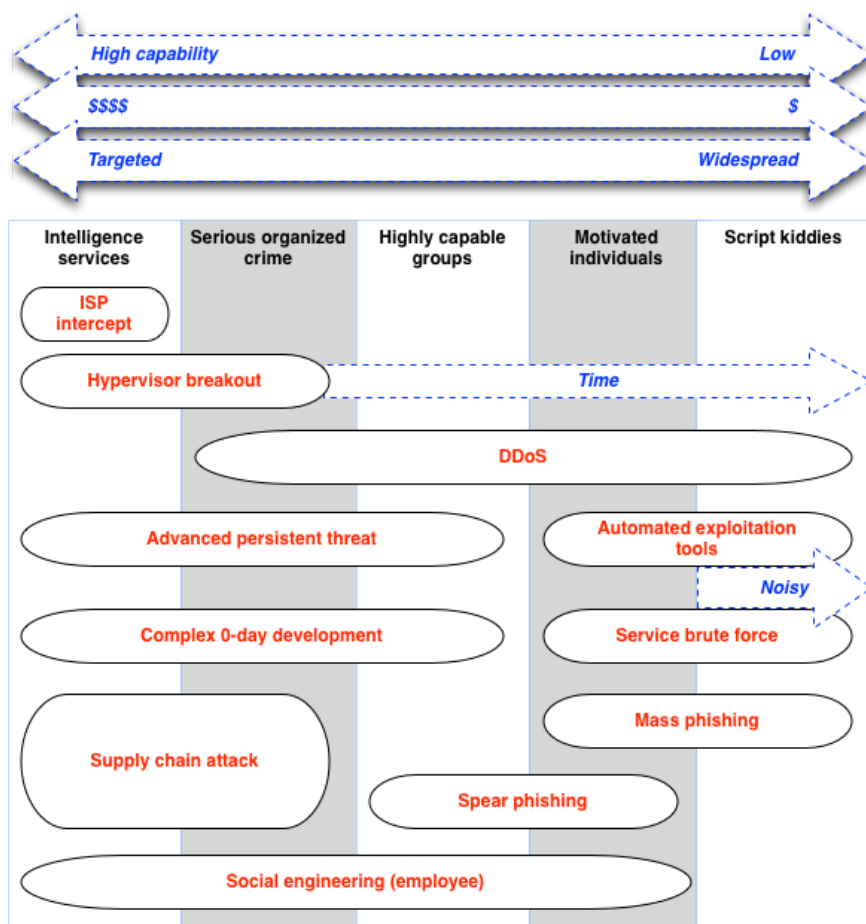 High capability Low
$$$$ $
Targeted Widespread
Intelligence services
Serious organized crime
Highly capable groups
Motivated individuals
Script kiddies
ISP
intercept
Hypervisor breakout
Time
DDoS
Advanced persistent threat
Automated exploitation
tools
Noisy
Complex 0-day development
Service brute force
Mass phishing
Supply chain attack
Spear phishing
Social engineering (employee)